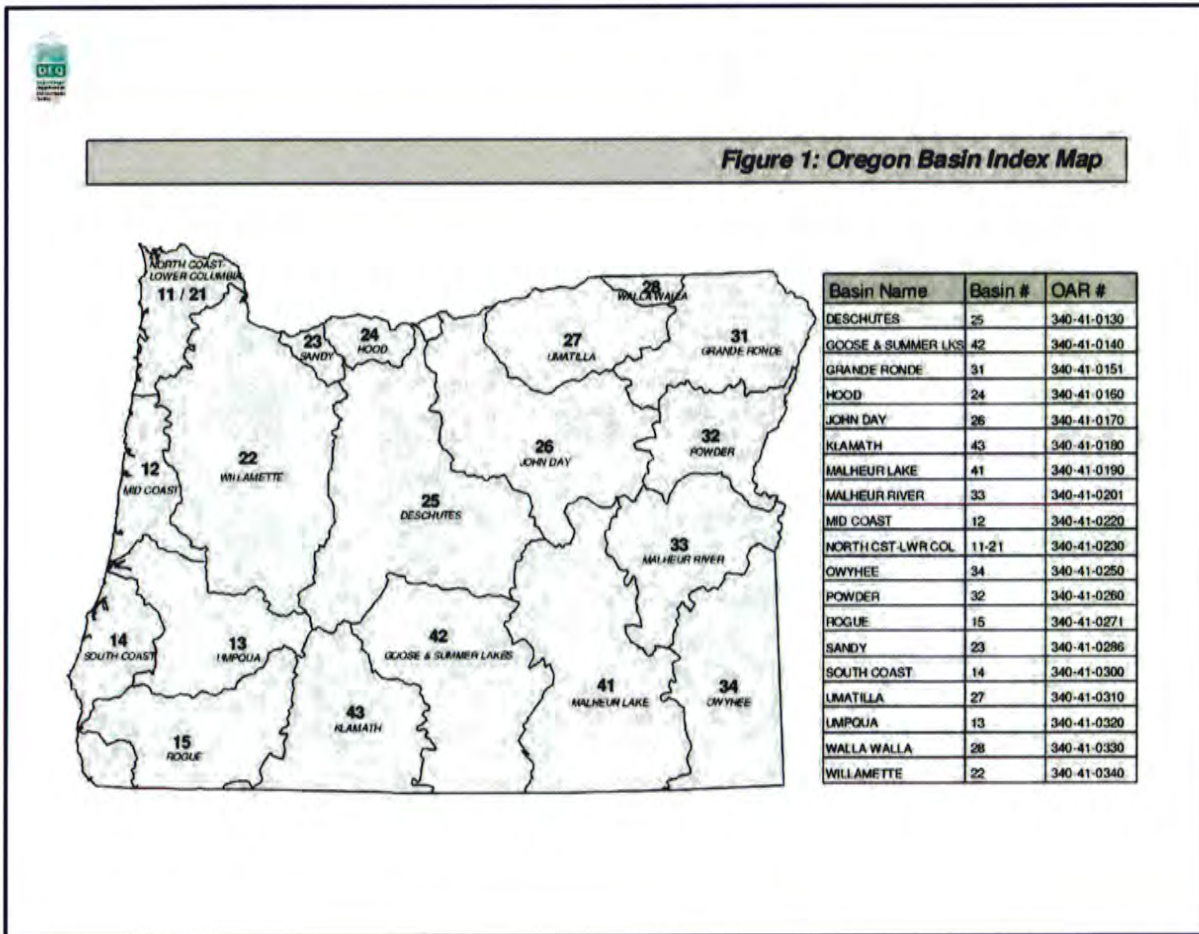 DEQ
Figure 1: Oregon Basin Index Map
NORTH COAST-
LOWER COLUMBIA
11 / 21
28
WALLA WALLA
23
SANDY
24
HOOD
27
UMATILLA
31
GRANDE RONDE
12
MID COAST
22
WILLAMETTE
26
JOHN DAY
32
POWDER
25
DESCHUTES
33
MALHEUR RIVER
14
SOUTH COAST
13
UMPQUA
42
GOOSE & SUMMER LAKES
41
MALHEUR LAKE
34
OWYHEE
43
KLAMATH
15
ROGUE
Basin Name Basin # OAR #
DESCHUTES 25 340-41-0130
GOOSE & SUMMER LKS 42 340-41-0140
GRANDE RONDE 31 340-41-0151
HOOD 24 340-41-0160
JOHN DAY 26 340-41-0170
KLAMATH 43 340-41-0180
MALHEUR LAKE 41 340-41-0190
MALHEUR RIVER 33 340-41-0201
MID COAST 12 340-41-0220
NORTH CST-LWR COL 11-21 340-41-0230
OWYHEE 34 340-41-0250
POWDER 32 340-41-0260
ROGUE 15 340-41-0271
SANDY 23 340-41-0286
SOUTH COAST 14 340-41-0300
UMATILLA 27 340-41-0310
UMPQUA 13 340-41-0320
WALLA WALLA 28 340-41-0330
WILLAMETTE 22 340-41-0340